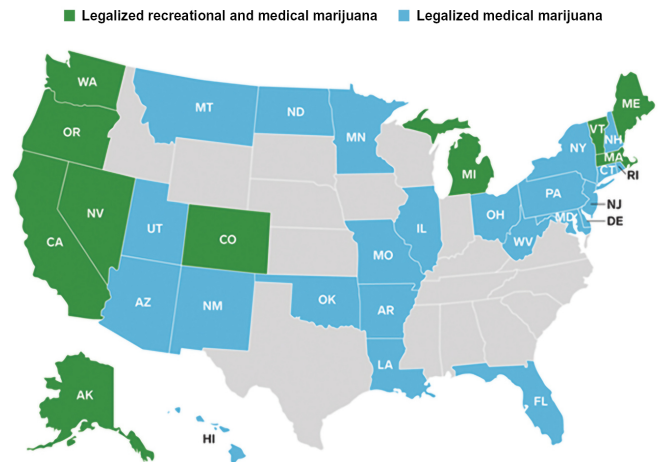 Legalized recreational and medical marijuana
Legalized medical marijuana
WA
MT
ND
MN
OR
ME
VT
NH
NY
MA
CT
RI
MI
NV
CA
UT
CO
IL
OH
PA
NJ
DE
MD
WV
MO
AZ
NM
OK
AR
LA
FL
AK
HI